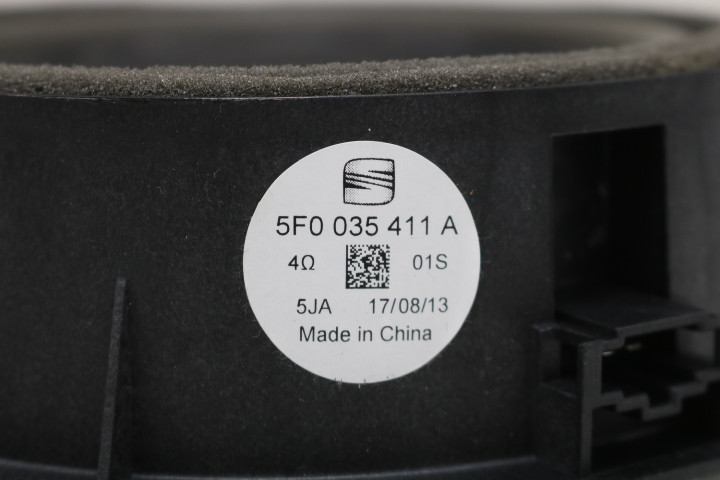 5F0 035 411 A
4Ω 01S
5JA 17/08/13
Made in China